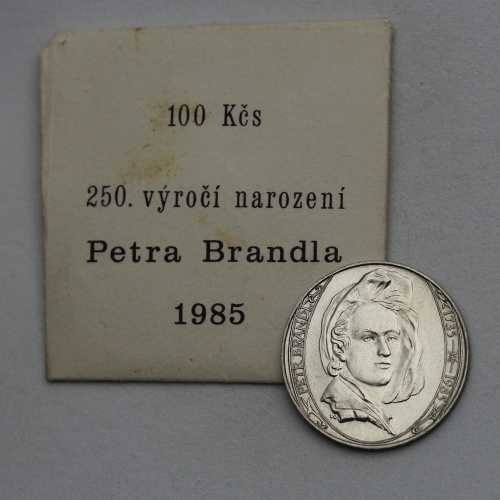 100 Kčs
250. výročí narození
Petra Brandla
1985
PETR BRANDL
1735
1985